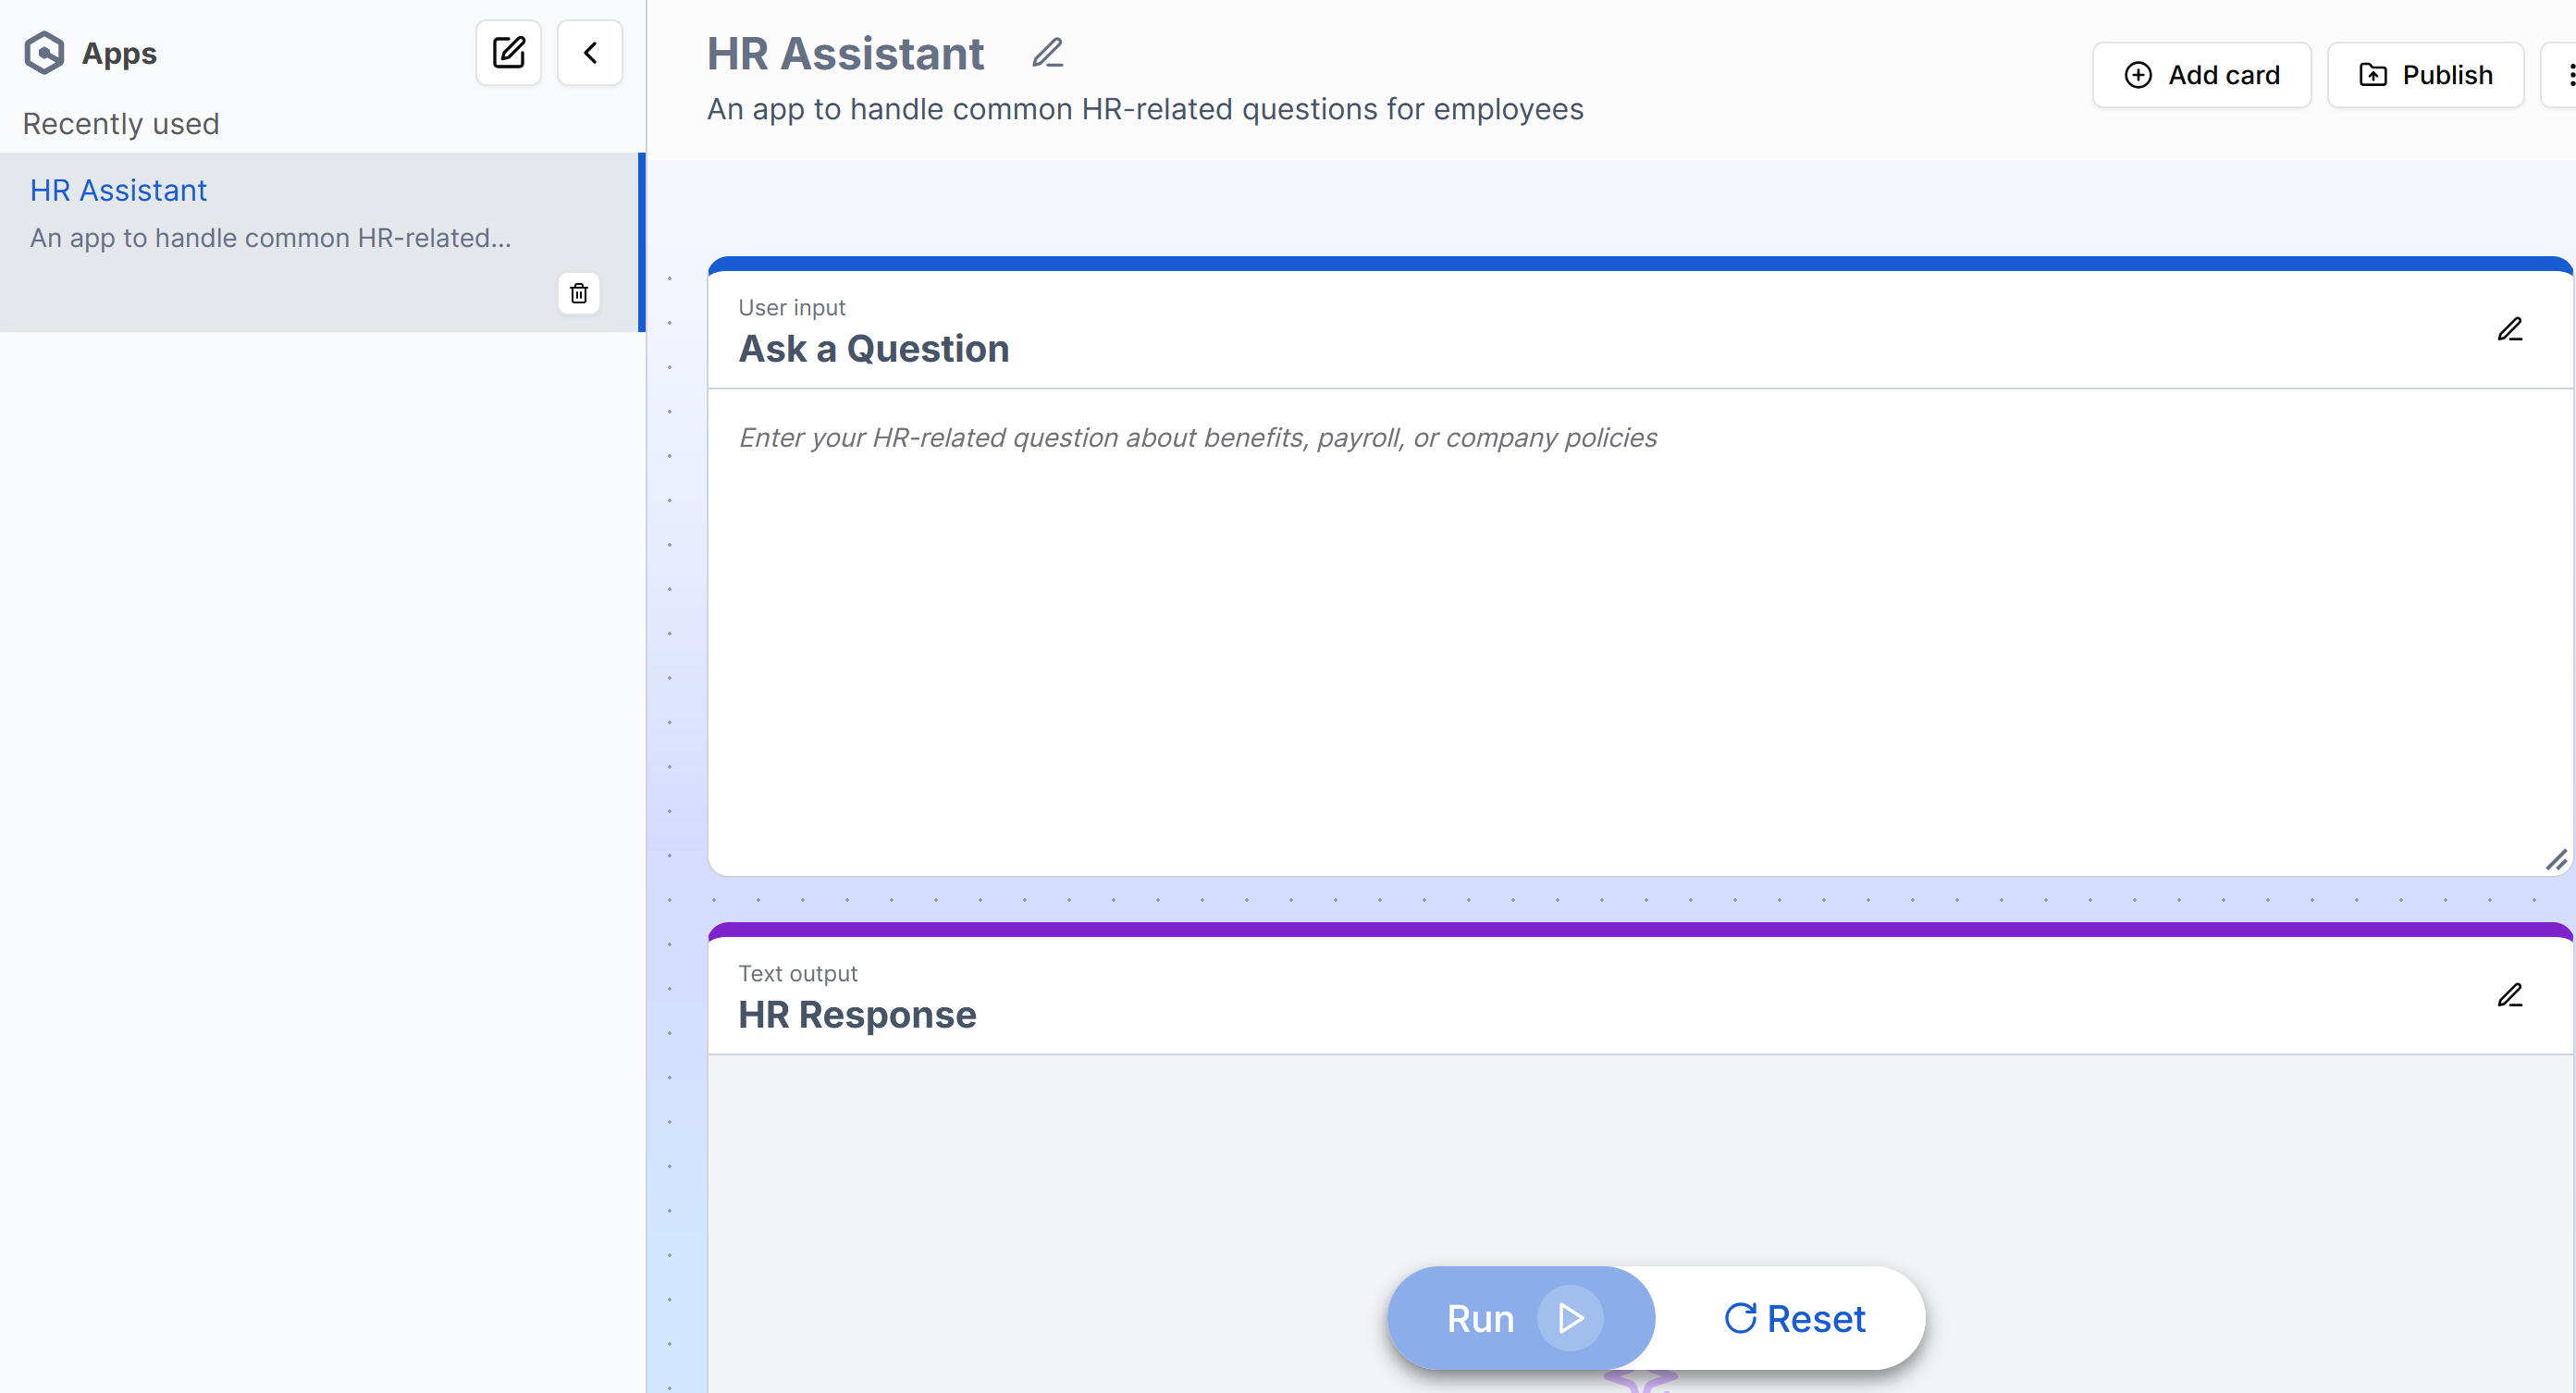 Apps
Recently used
HR Assistant
An app to handle common HR-related...
HR Assistant
An app to handle common HR-related questions for employees
Add card
Publish
User input
Ask a Question
Enter your HR-related question about benefits, payroll, or company policies
Text output
HR Response
Run
Reset